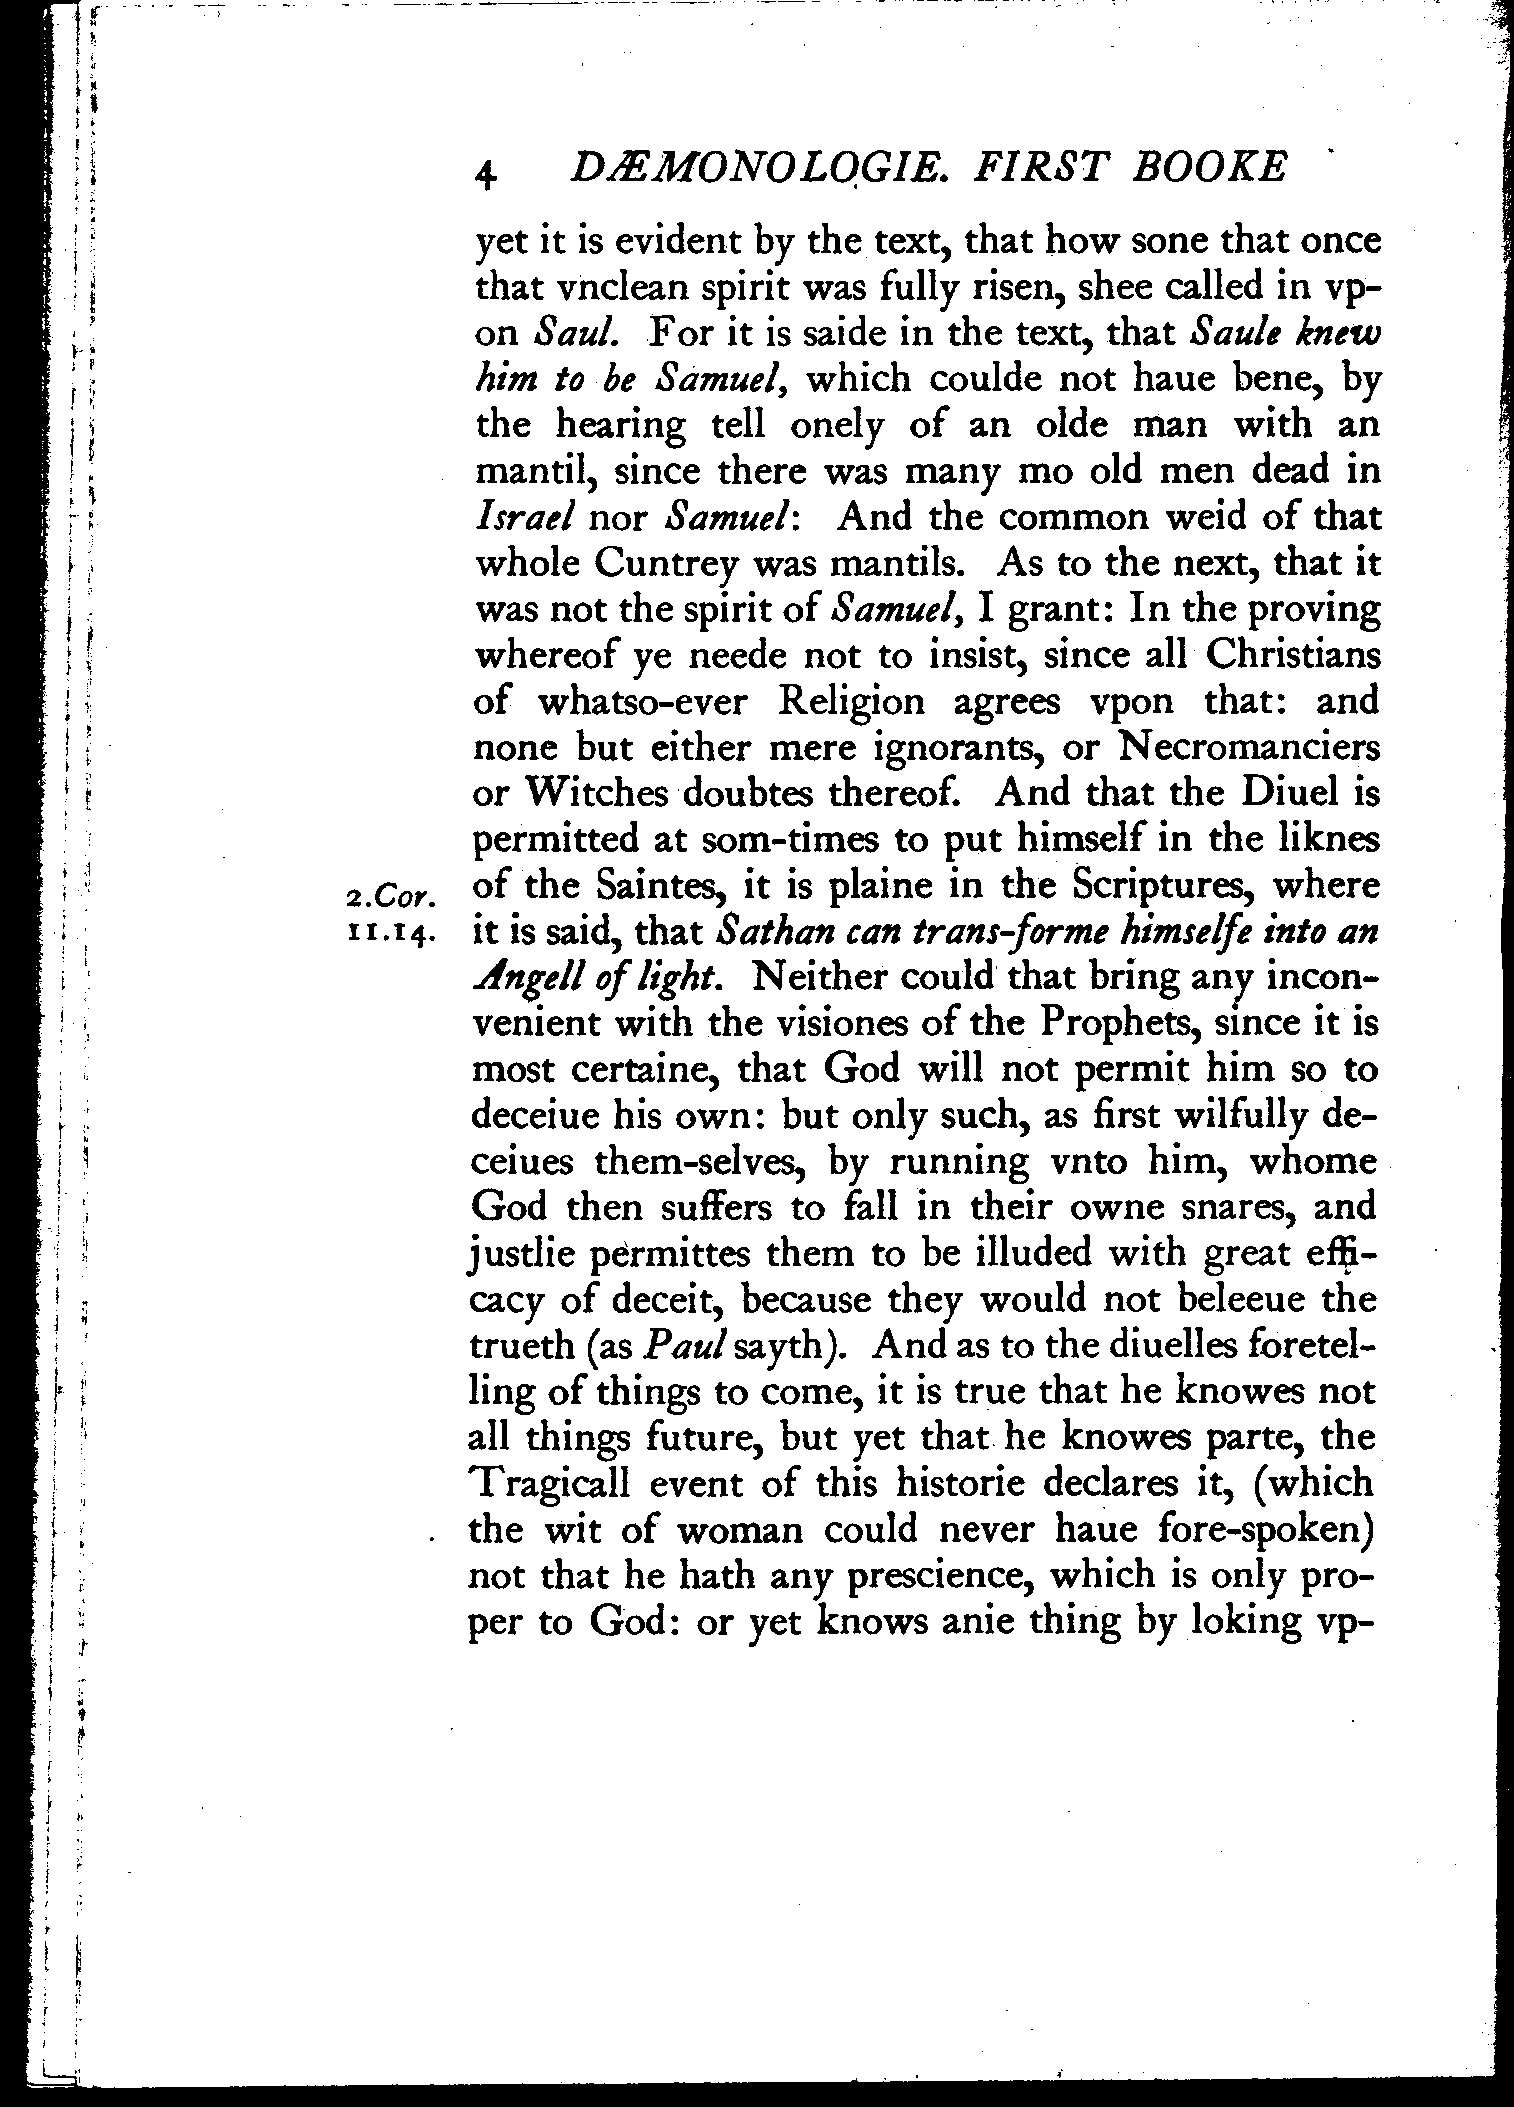 4 DÆMONOLOGIE. FIRST BOOKE
yet it is evident by the text, that how sone that once
that vnclean spirit was fully risen, shee called in vp-
on Saul. For it is saide in the text, that Saule knew
him to be Samuel, which coulde not haue bene, by
the hearing tell onely of an olde man with an
mantil, since there was many mo old men dead in
Israel nor Samuel: And the common weid of that
whole Cuntrey was mantils. As to the next, that it
was not the spirit of Samuel, I grant: In the proving
whereof ye neede not to insist, since all Christians
of whatso-ever Religion agrees vpon that: and
none but either mere ignorants, or Necromanciers
or Witches doubtes thereof. And that the Diuel is
permitted at som-times to put himself in the liknes
of the Saintes, it is plaine in the Scriptures, where
2.Cor.
11.14.
it is said, that Sathan can trans-forme himselfe into an
Angell of light. Neither could that bring any incon-
venient with the visiones of the Prophets, since it is
most certaine, that God will not permit him so to
deceiue his own: but only such, as first wilfully de-
ceiues them-selves, by running vnto him, whome
God then suffers to fall in their owne snares, and
justlie permittes them to be illuded with great effi-
cacy of deceit, because they would not beleeue the
trueth (as Paul sayth). And as to the diuelles foretel-
ling of things to come, it is true that he knowes not
all things future, but yet that he knowes parte, the
Tragicall event of this historie declares it, (which
the wit of woman could never haue fore-spoken)
not that he hath any prescience, which is only pro-
per to God: or yet knows anie thing by loking vp-